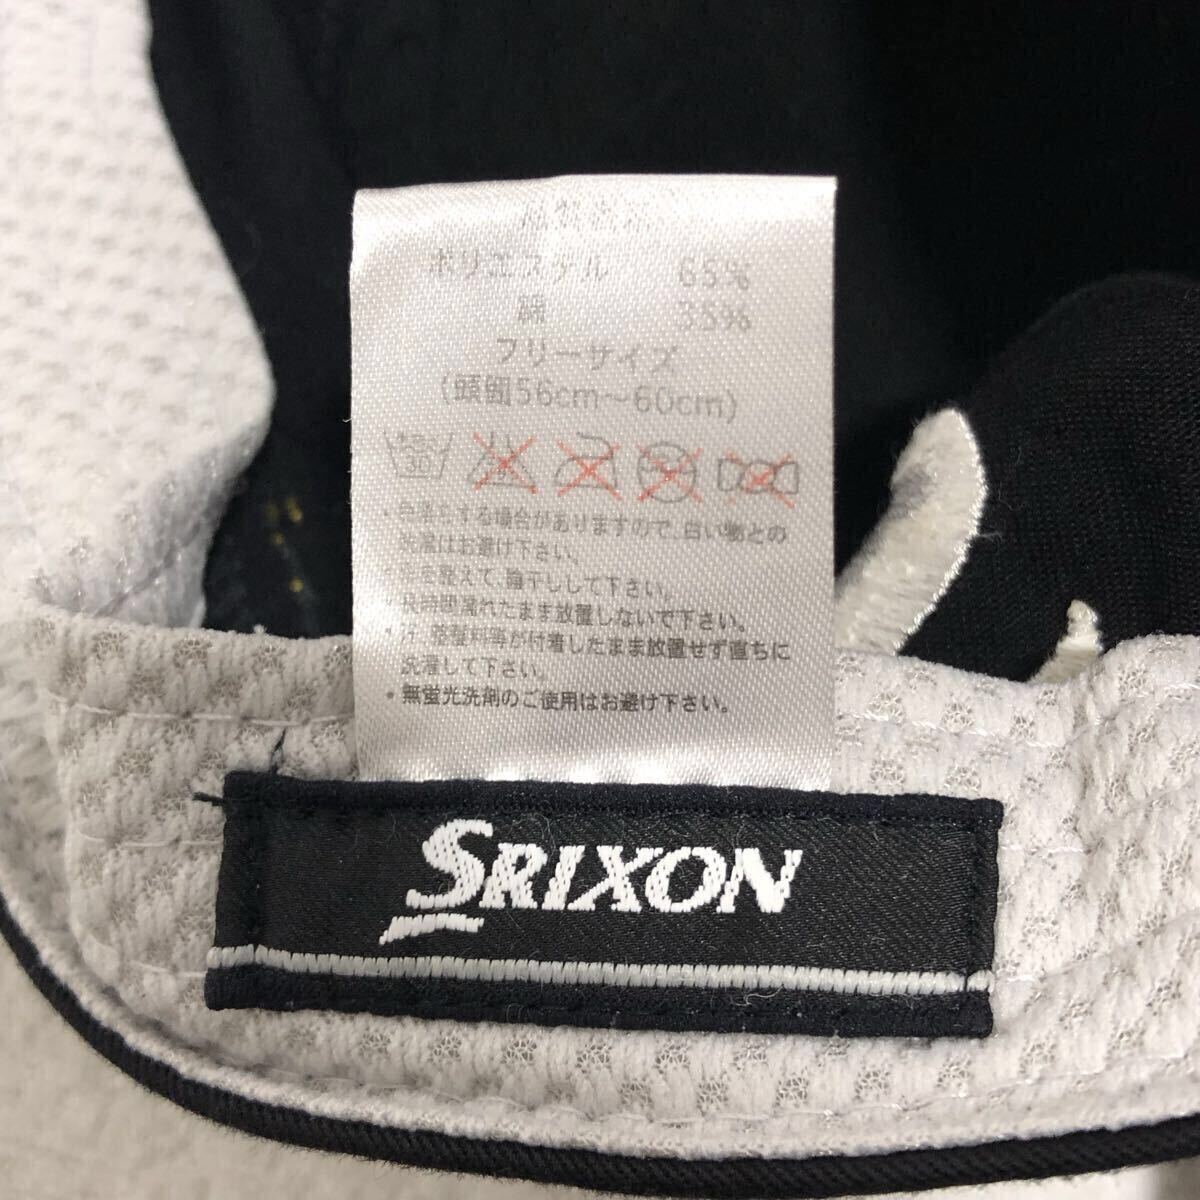 ポリエステル 65%
綿 35%
フリーサイズ
(頭囲56cm～60cm)
・色落ちする場合がありますので、白い物との
洗濯はお避け下さい。
・形を整えて、陰干しして下さい。
・長時間濡れたまま放置しないで下さい。
・汗、整髪料等が付着したまま放置せず直ちに
洗濯して下さい。
・無蛍光洗剤のご使用はお避け下さい。
SRIXON